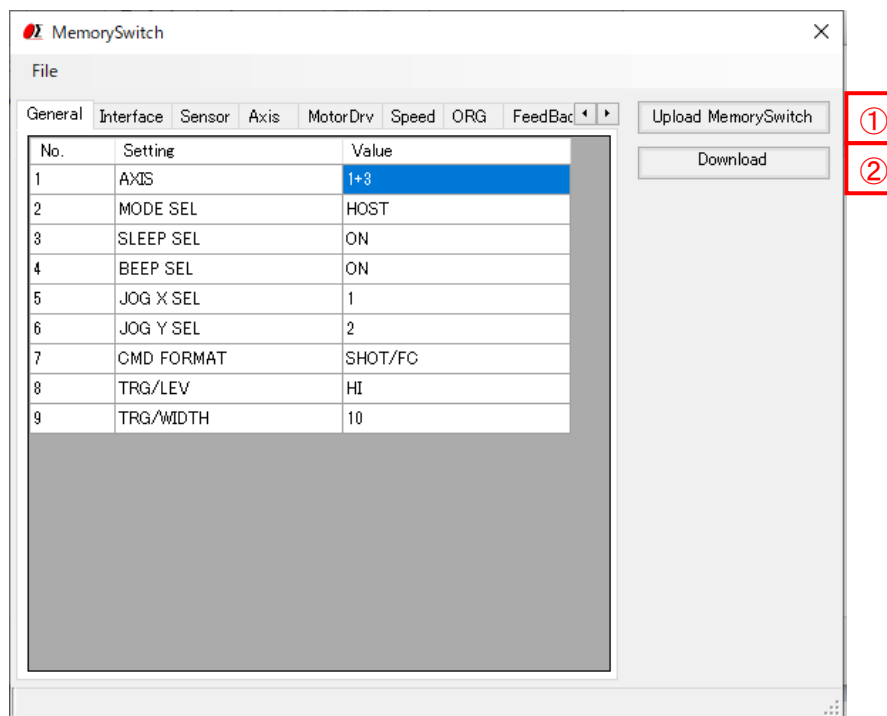 MemorySwitch
File
General Interface Sensor Axis MotorDrv Speed ORG FeedBac
Upload MemorySwitch ①
Download ②
No. Setting Value
1 AXIS 1+3
2 MODE SEL HOST
3 SLEEP SEL ON
4 BEEP SEL ON
5 JOG X SEL 1
6 JOG Y SEL 2
7 CMD FORMAT SHOT/FC
8 TRG/LEV HI
9 TRG/WIDTH 10